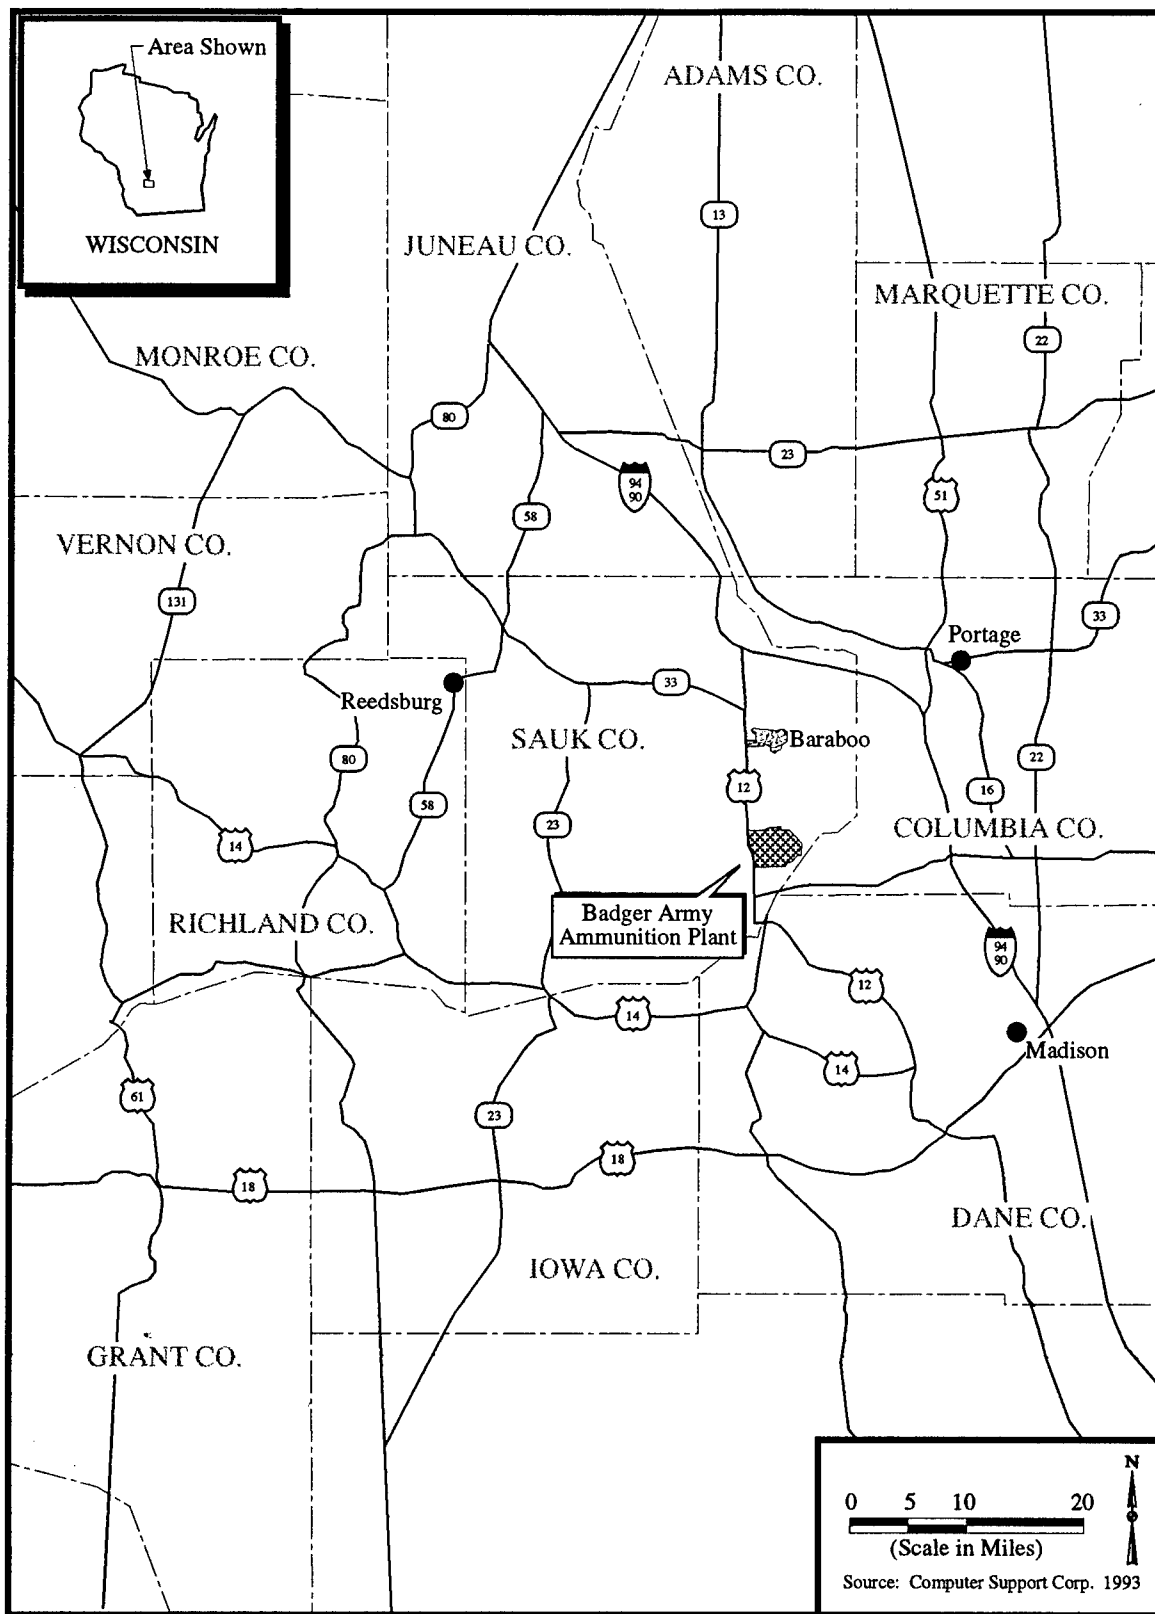 Area Shown
WISCONSIN
ADAMS CO.
13
JUNEAU CO.
MARQUETTE CO.
22
MONROE CO.
80
23
94
90
51
58
VERNON CO.
131
33
Portage
33
Reedsburg
SAUK CO.
Baraboo
80
12
22
16
58
23
14
COLUMBIA CO.
Badger Army
Ammunition Plant
RICHLAND CO.
94
90
12
14
Madison
14
61
23
18
18
DANE CO.
IOWA CO.
GRANT CO.
N
0 5 10 20
(Scale in Miles)
Source: Computer Support Corp. 1993